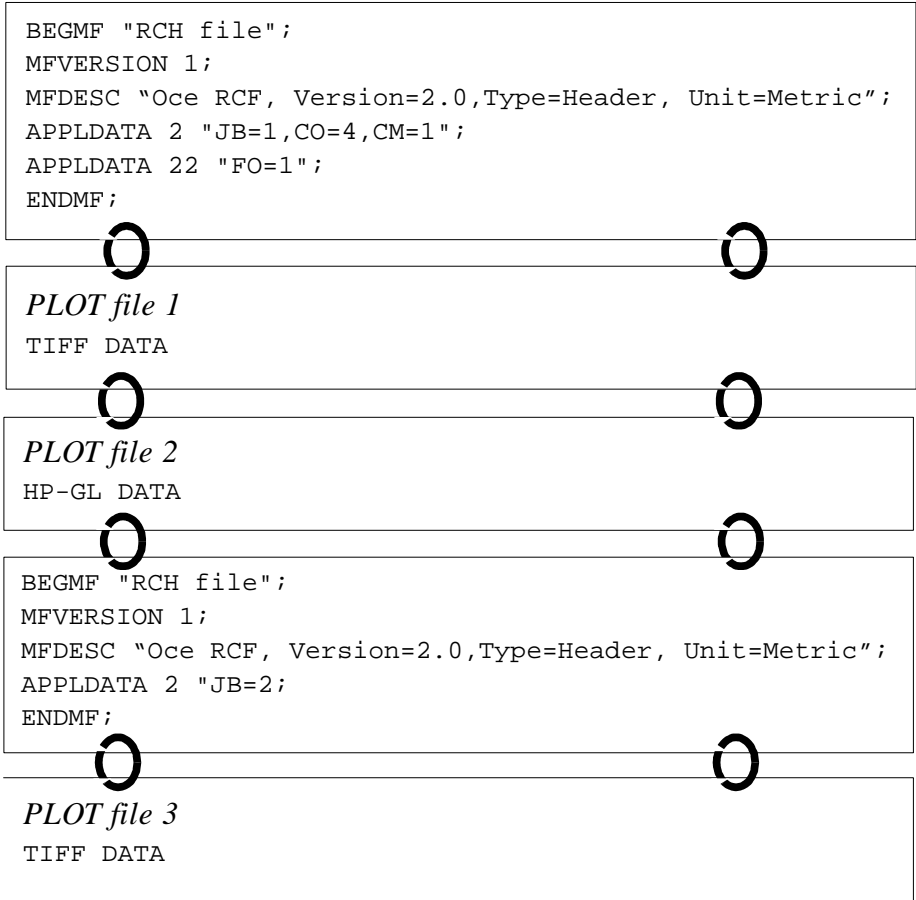 BEGMF "RCH file";
MFVERSION 1;
MFDESC “Oce RCF, Version=2.0,Type=Header, Unit=Metric”;
APPLDATA 2 "JB=1,CO=4,CM=1";
APPLDATA 22 "FO=1";
ENDMF;
PLOT file 1
TIFF DATA
PLOT file 2
HP-GL DATA
BEGMF "RCH file";
MFVERSION 1;
MFDESC “Oce RCF, Version=2.0,Type=Header, Unit=Metric”;
APPLDATA 2 "JB=2;
ENDMF;
PLOT file 3
TIFF DATA